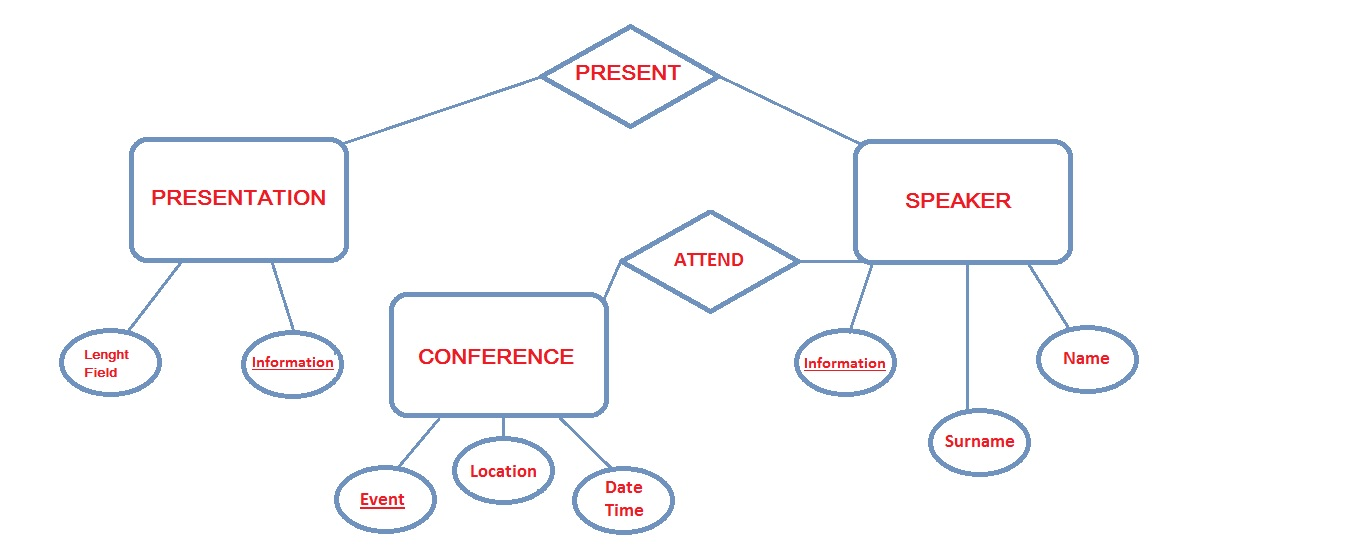 PRESENT
PRESENTATION
SPEAKER
ATTEND
CONFERENCE
Lenght
Field
Information
Information
Name
Surname
Event
Location
Date
Time